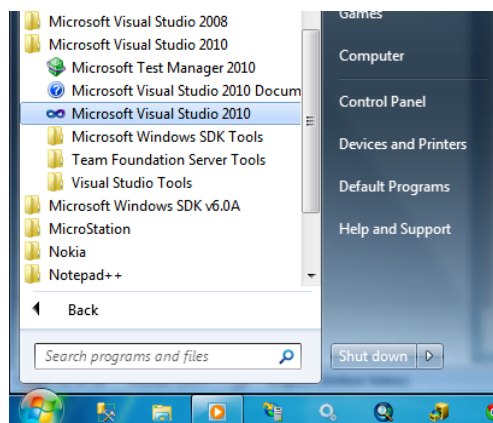 Microsoft Visual Studio 2008
Microsoft Visual Studio 2010
Microsoft Test Manager 2010
Microsoft Visual Studio 2010 Docum
Microsoft Visual Studio 2010
Microsoft Windows SDK Tools
Team Foundation Server Tools
Visual Studio Tools
Microsoft Windows SDK v6.0A
MicroStation
Nokia
Notepad++
Back
Search programs and files
Games
Computer
Control Panel
Devices and Printers
Default Programs
Help and Support
Shut down